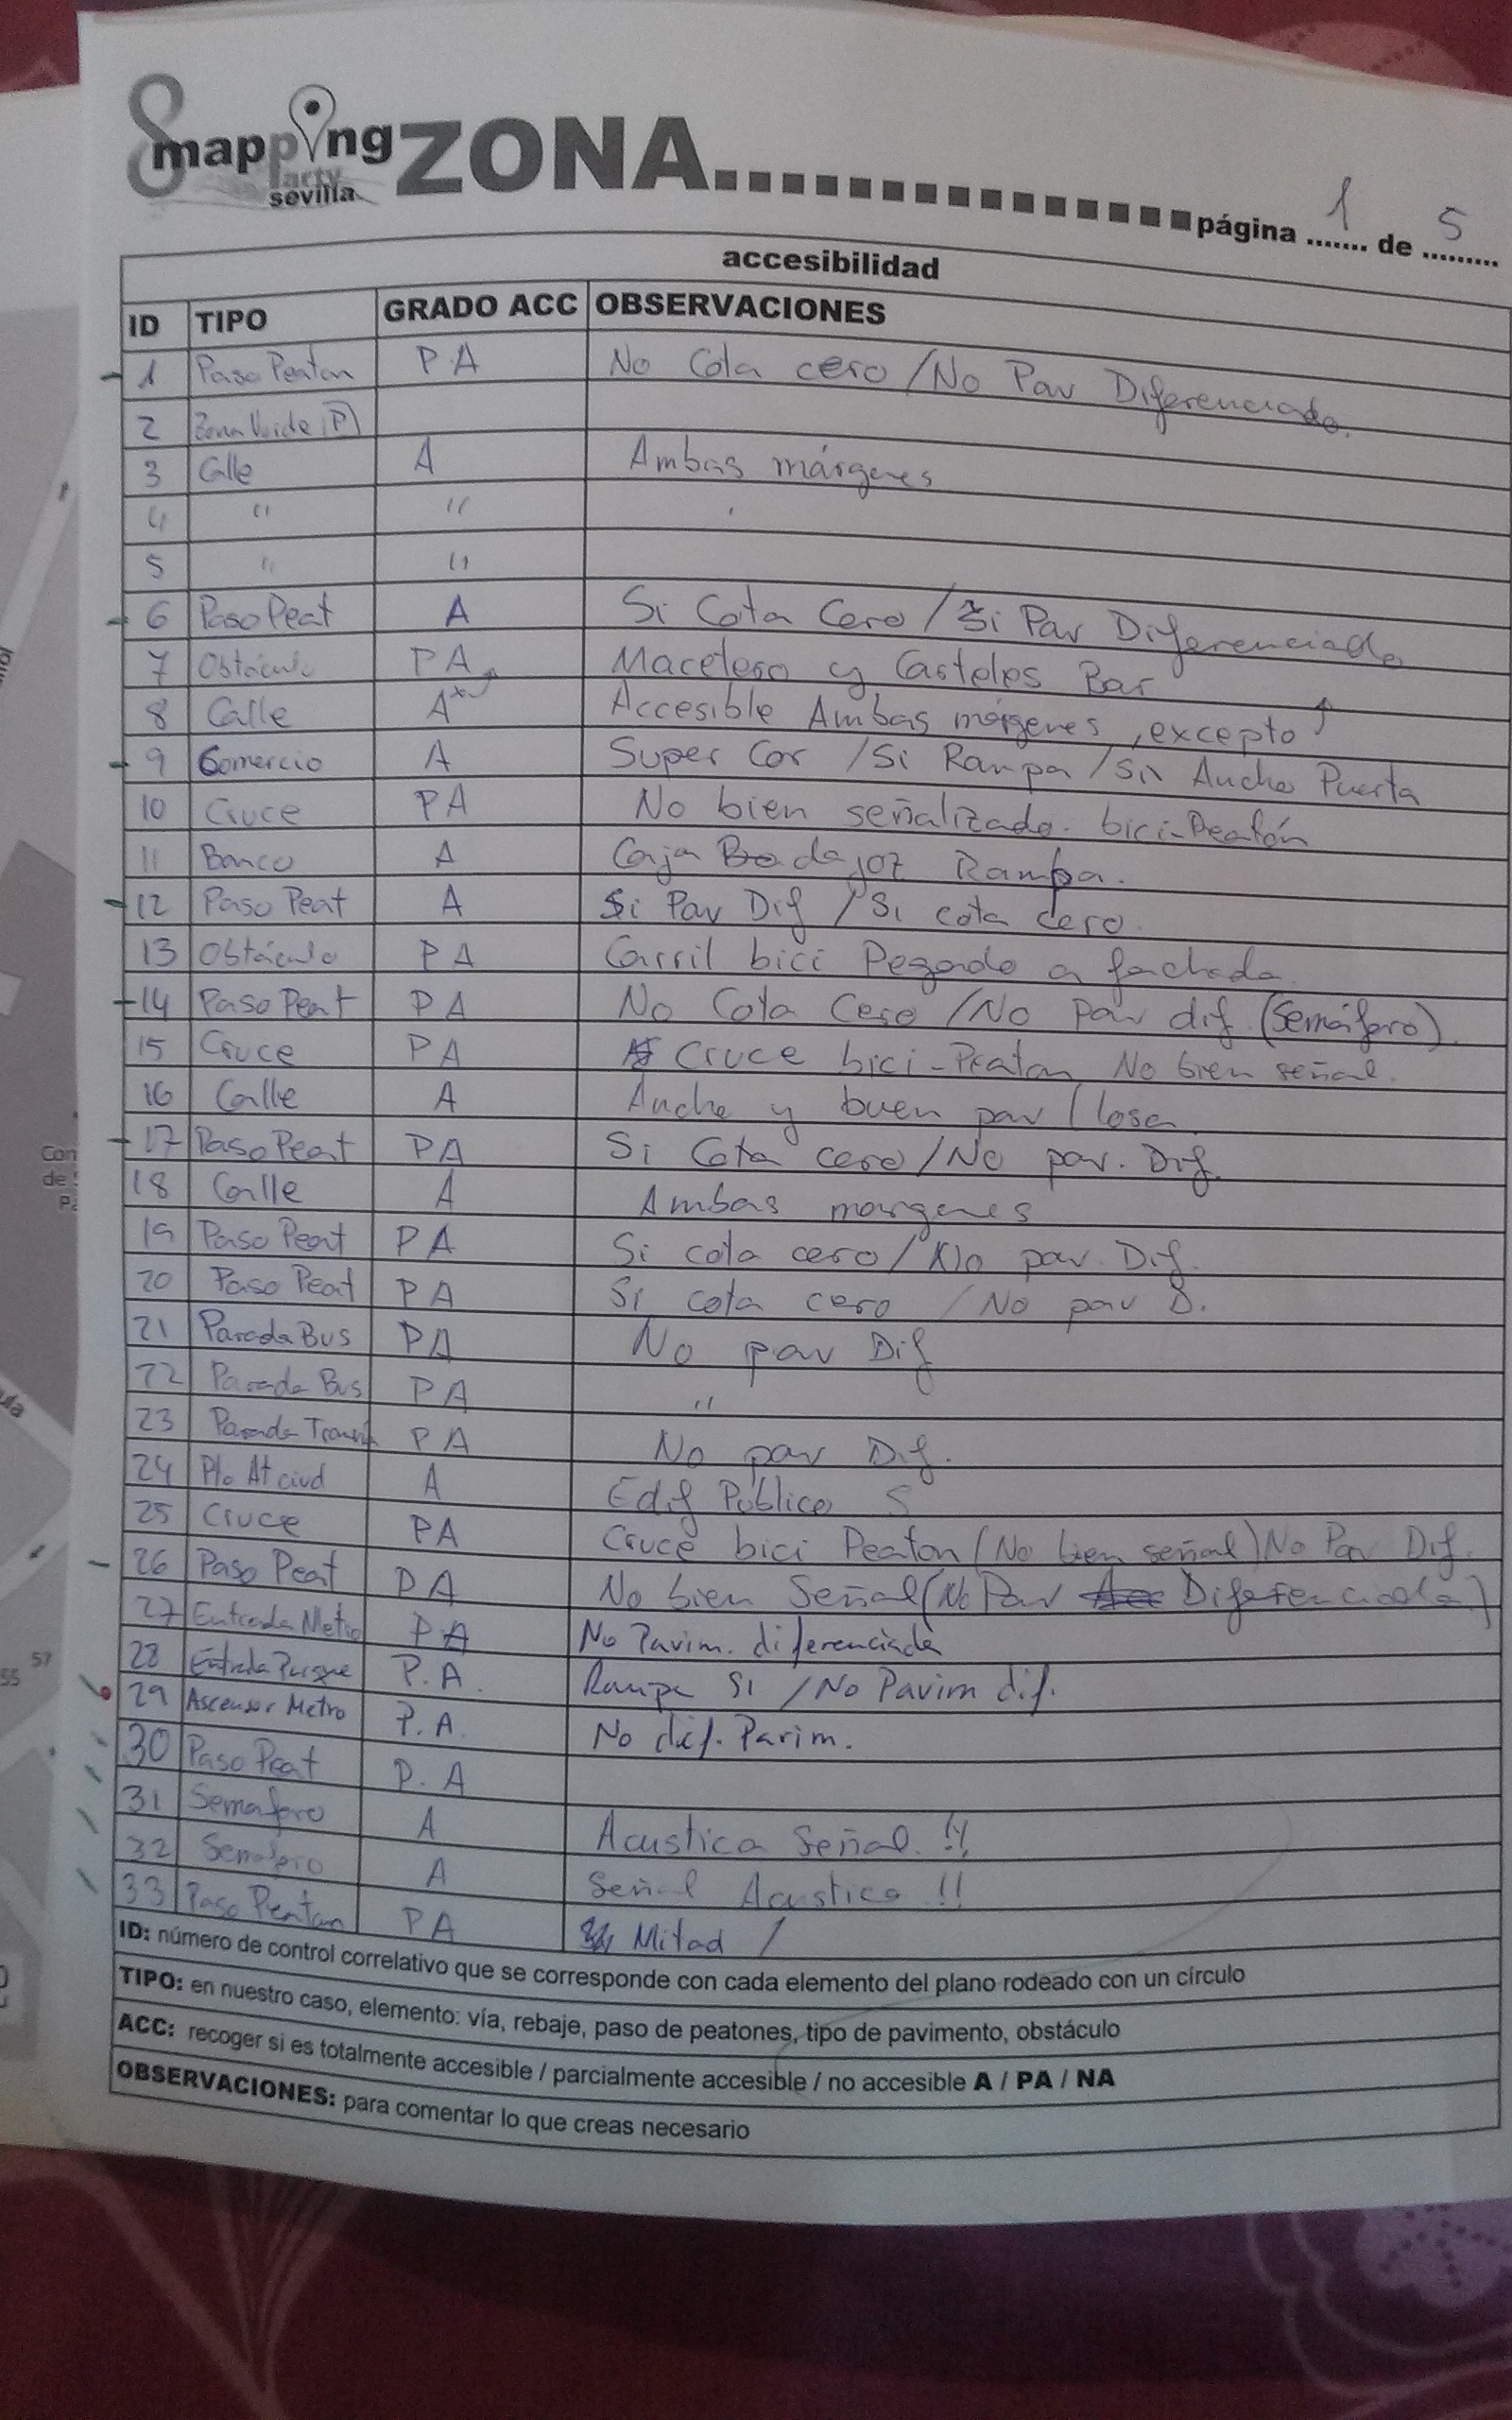 mapping ZONA
party
sevilla
página 1 de 5
accesibilidad
ID TIPO GRADO ACC OBSERVACIONES
1 Paso Peaton P.A No Cota cero / No Pav Diferenciado.
2 Zona Verde (P)
3 Calle A Ambas márgenes
4 " "
5 " "
6 Paso Peat A Si Cota Cero / Si Pav Diferenciado
7 Obstáculo PA Macetero y Carteles Bar
8 Calle A* Accesible Ambas márgenes, excepto ↑
9 Comercio A Super Cor / Si Rampa / Si Ancho Puerta
10 Cruce PA No bien señalizado. bici-Peatón
11 Banco A Caja Badajoz Rampa.
12 Paso Peat A Si Pav Dif / Si cota cero.
13 Obstáculo PA Carril bici Pegado a fachada
14 Paso Peat PA No Cota Cero / No Pav dif. (Semáforo).
15 Cruce PA Cruce bici-Peaton No bien señal.
16 Calle A Ancho y buen pav / losa
17 Paso Peat PA Si Cota cero / No pav. Dif.
18 Calle A Ambas margenes
19 Paso Peat PA Si cota cero / No pav. Dif.
20 Paso Peat PA Si cota cero / No pav D.
21 Parada Bus PA No pav Dif
22 Parada Bus PA "
23 Parada Tranvía PA No pav Dif.
24 Pto At ciud A Edif Público S
25 Cruce PA Cruce bici Peaton (No bien señal) No Pav Dif.
26 Paso Peat PA No bien Señal (No Pav Diferenciado)
27 Entrada Metro PA No Pavim. diferenciado
28 Entrada Parque P.A. Rampa Si / No Pavim dif.
29 Ascensor Metro P.A. No dif. Pavim.
30 Paso Peat P.A
31 Semaforo A Acustica Señal !!
32 Semaforo A Señal Acustica !!
33 Paso Peaton PA Mitad /
ID: número de control correlativo que se corresponde con cada elemento del plano rodeado con un círculo
TIPO: en nuestro caso, elemento: vía, rebaje, paso de peatones, tipo de pavimento, obstáculo
ACC: recoger si es totalmente accesible / parcialmente accesible / no accesible A / PA / NA
OBSERVACIONES: para comentar lo que creas necesario
57
55
Con
de